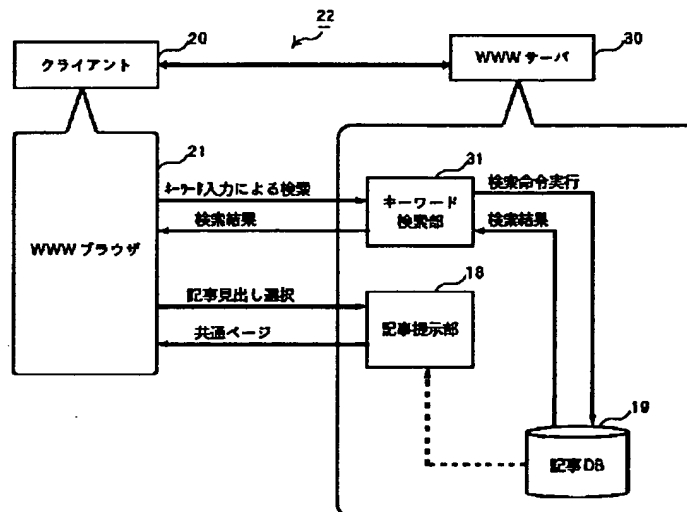 22
20
30
クライアント
WWW サーバ
21
31
キーワード入力による検索
キーワード
検索部
検索命令実行
検索結果
検索結果
WWW ブラウザ
18
記事見出し選択
記事提示部
共通ページ
19
記事 DB